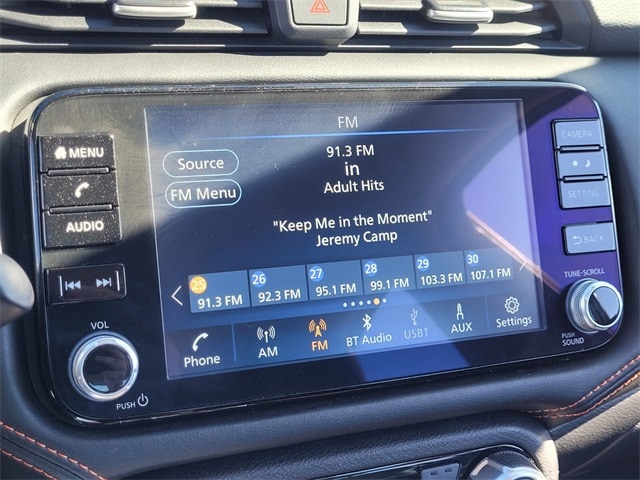 MENU
AUDIO
VOL
PUSH
FM
Source
FM Menu
91.3 FM
in
Adult Hits
"Keep Me in the Moment"
Jeremy Camp
25 26 27 28 29 30
91.3 FM 92.3 FM 95.1 FM 99.1 FM 103.3 FM 107.1 FM
Phone AM FM BT Audio USB1 AUX Settings
CAMERA
SETTING
BACK
TUNE-SCROLL
PUSH
SOUND